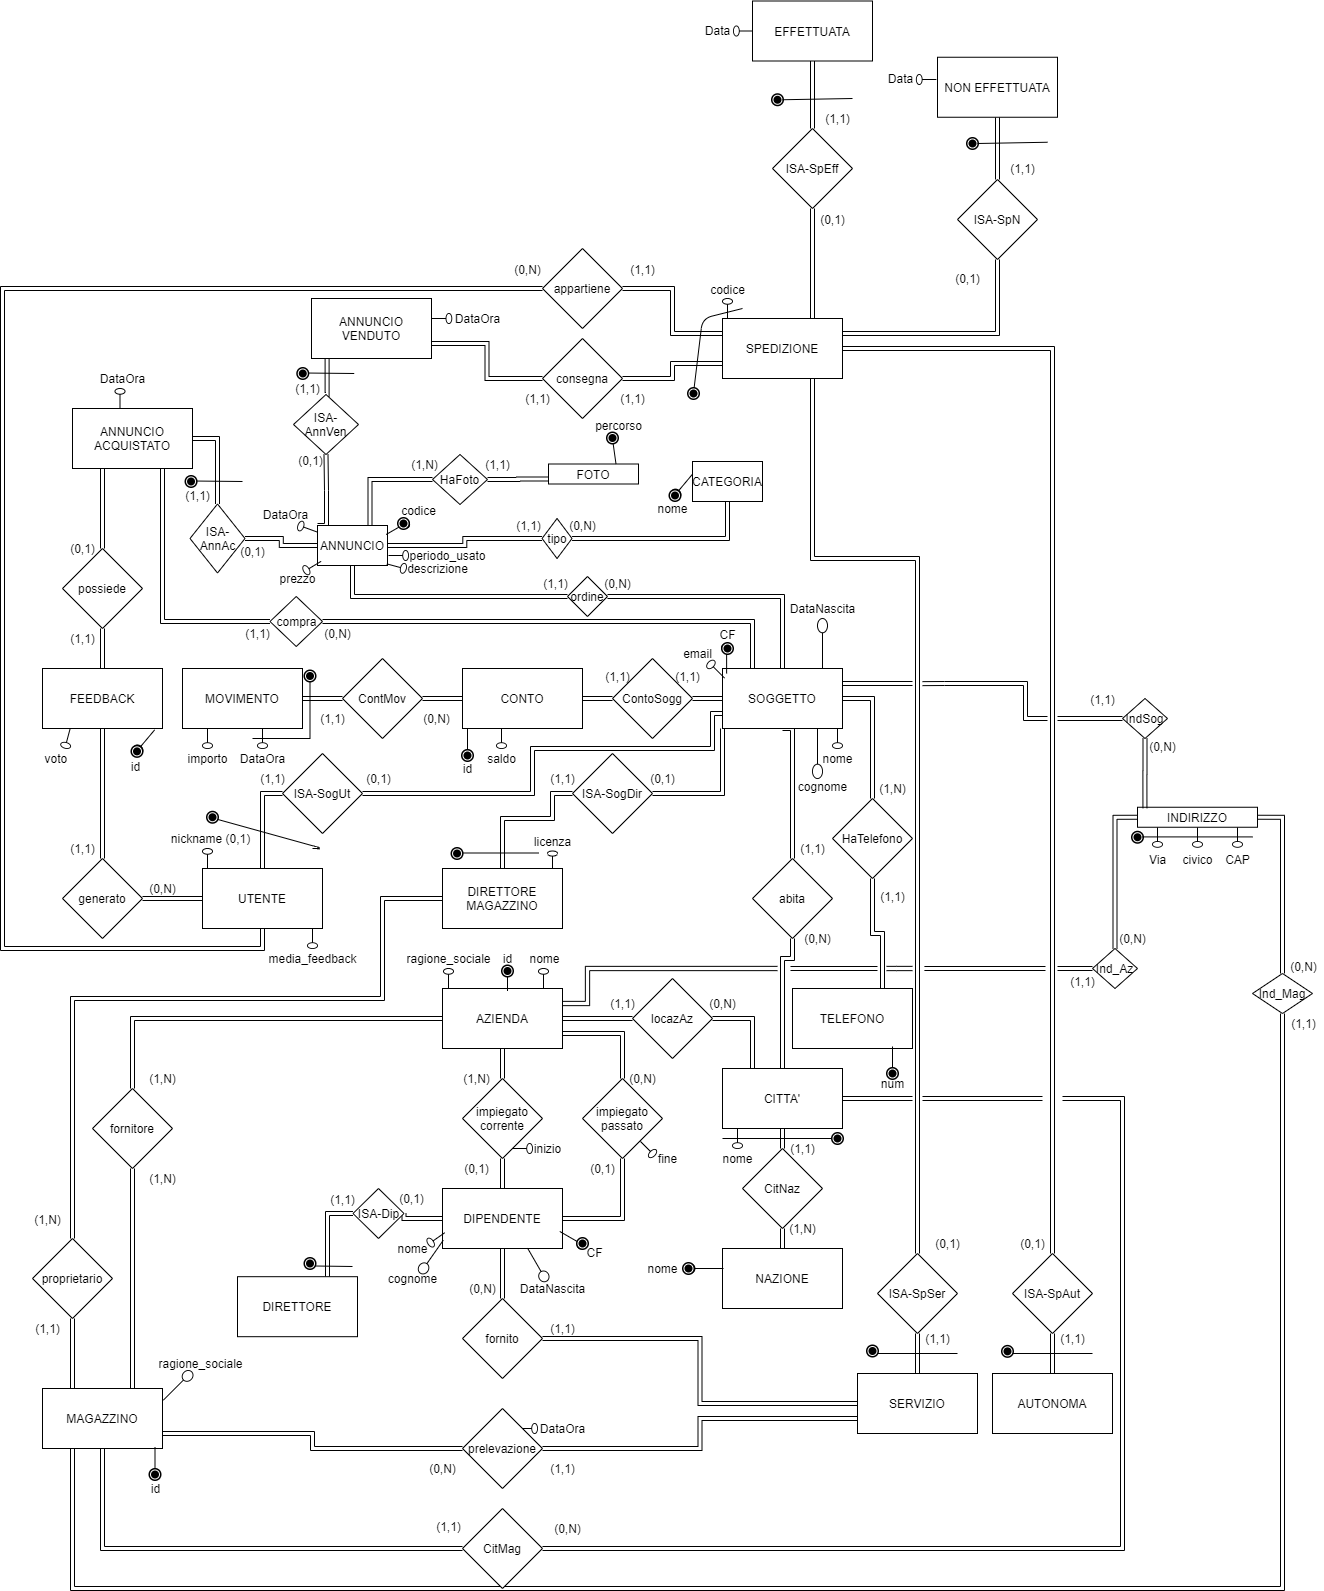 Data
EFFETTUATA
Data
NON EFFETTUATA
(1,1)
ISA-SpEff
(1,1)
(0,1)
ISA-SpN
(0,1)
(0,N)
(1,1)
appartiene
codice
ANNUNCIO
VENDUTO
DataOra
SPEDIZIONE
DataOra
(1,1)
consegna
(1,1)
(1,1)
ISA-
AnnVen
ANNUNCIO
ACQUISTATO
percorso
(0,1)
(1,N)
(1,1)
HaFoto
FOTO
CATEGORIA
(1,1)
nome
DataOra
codice
ISA-
AnnAc
(1,1)
(0,N)
(0,1)
ANNUNCIO
tipo
(0,1)
periodo_usato
descrizione
prezzo
possiede
(1,1)
(0,N)
ordine
DataNascita
compra
(1,1)
(0,N)
CF
(1,1)
email
FEEDBACK
MOVIMENTO
ContMov
CONTO
(1,1)
(1,1)
ContoSogg
SOGGETTO
(1,1)
(1,1)
(0,N)
IndSog
(0,N)
voto
id
importo
DataOra
id
saldo
nome
(1,1)
ISA-SogUt
(0,1)
(1,1)
ISA-SogDir
(0,1)
cognome
(1,N)
INDIRIZZO
nickname (0,1)
licenza
HaTelefono
(1,1)
(1,1)
Via
civico
CAP
generato
(0,N)
UTENTE
DIRETTORE
MAGAZZINO
abita
(1,1)
media_feedback
ragione_sociale
id
nome
(0,N)
(0,N)
Ind_Az
(1,1)
(0,N)
Ind_Mag
(1,1)
AZIENDA
(1,1)
locazAz
(0,N)
TELEFONO
(1,N)
(1,N)
(0,N)
num
CITTA'
fornitore
impiegato
corrente
impiegato
passato
inizio
fine
nome
(1,1)
(1,N)
(0,1)
(0,1)
CitNaz
(1,1)
ISA-Dip
(0,1)
DIPENDENTE
(1,N)
(1,N)
nome
cognome
CF
DataNascita
(0,1)
(0,1)
proprietario
nome
NAZIONE
DIRETTORE
(0,N)
ISA-SpSer
ISA-SpAut
(1,1)
fornito
(1,1)
(1,1)
(1,1)
ragione_sociale
MAGAZZINO
SERVIZIO
AUTONOMA
DataOra
prelevazione
(0,N)
(1,1)
id
(1,1)
(0,N)
CitMag